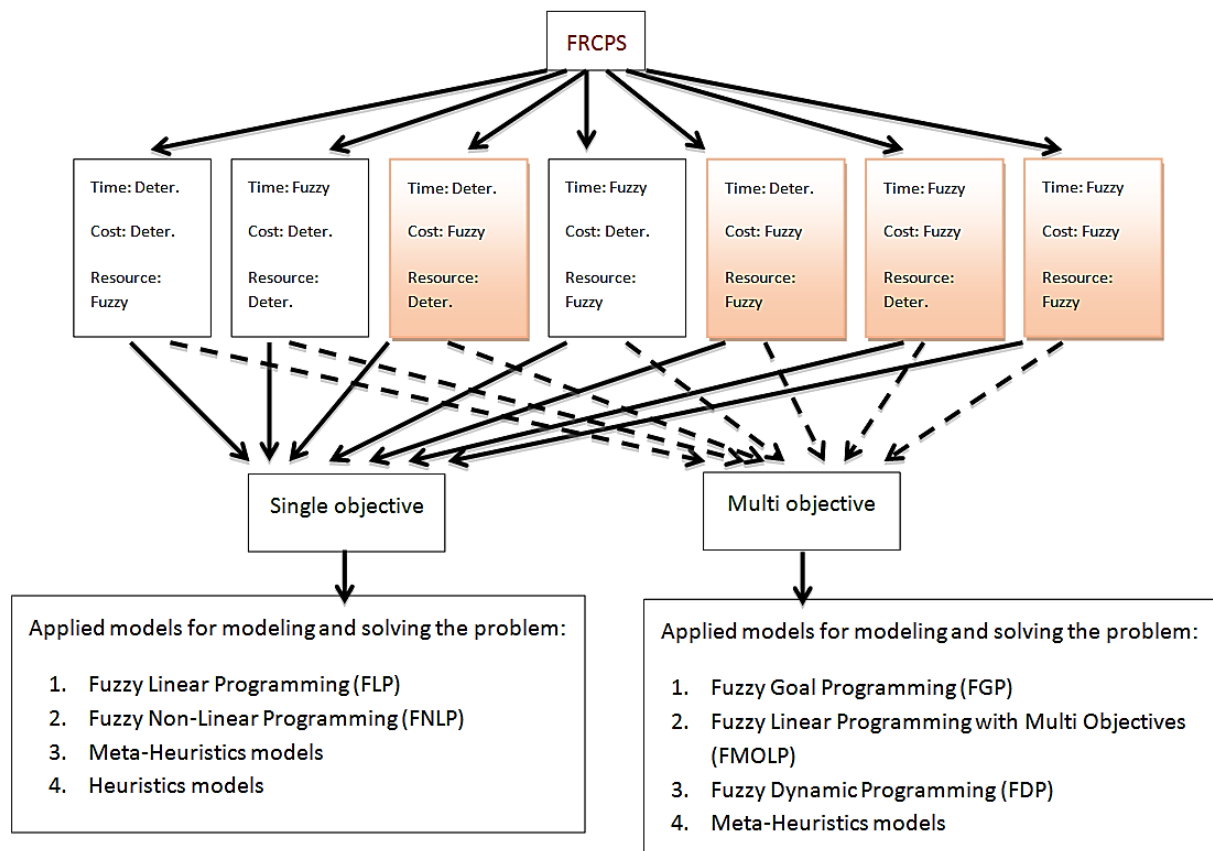 FRCPS
Time: Deter.
Cost: Deter.
Resource:
Fuzzy
Time: Fuzzy
Cost: Deter.
Resource:
Deter.
Time: Deter.
Cost: Fuzzy
Resource:
Deter.
Time: Fuzzy
Cost: Deter.
Resource:
Fuzzy
Time: Deter.
Cost: Fuzzy
Resource:
Fuzzy
Time: Fuzzy
Cost: Fuzzy
Resource:
Deter.
Time: Fuzzy
Cost: Fuzzy
Resource:
Fuzzy
Single objective
Multi objective
Applied models for modeling and solving the problem:
1. Fuzzy Linear Programming (FLP)
2. Fuzzy Non-Linear Programming (FNLP)
3. Meta-Heuristics models
4. Heuristics models
Applied models for modeling and solving the problem:
1. Fuzzy Goal Programming (FGP)
2. Fuzzy Linear Programming with Multi Objectives
(FMOLP)
3. Fuzzy Dynamic Programming (FDP)
4. Meta-Heuristics models